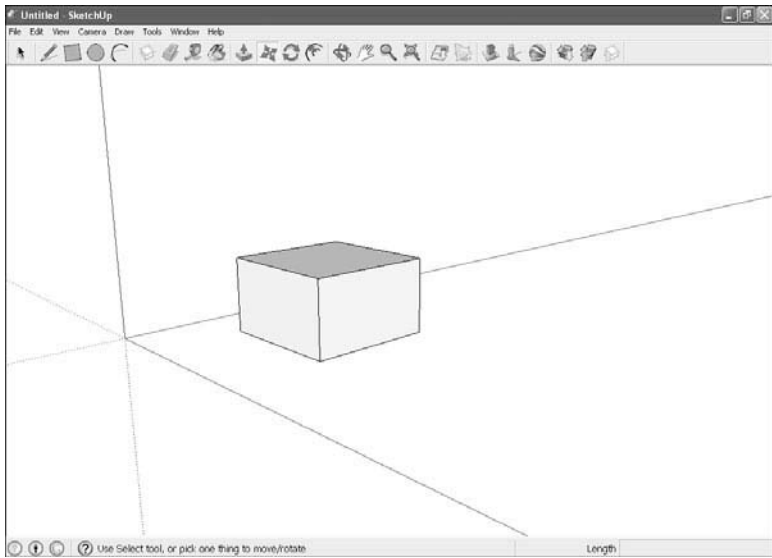 Untitled - SketchUp
File Edit View Camera Draw Tools Window Help
Use Select tool, or pick one thing to move/rotate
Length